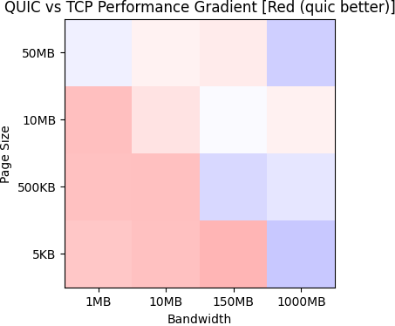 QUIC vs TCP Performance Gradient [Red (quic better)]
50MB
10MB
500KB
5KB
Page Size
1MB 10MB 150MB 1000MB
Bandwidth